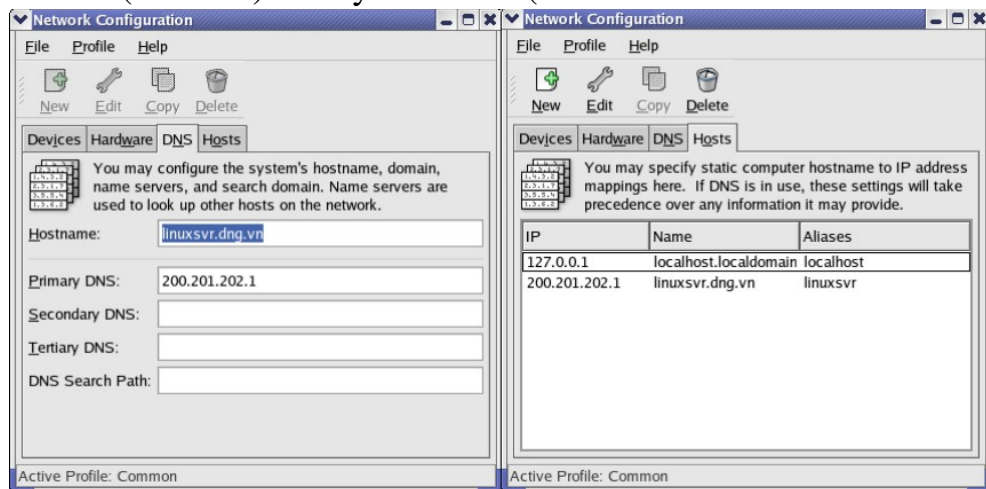 Network Configuration
File Profile Help
New Edit Copy Delete
Devices Hardware DNS Hosts
You may configure the system's hostname, domain,
name servers, and search domain. Name servers are
used to look up other hosts on the network.
Hostname: linuxsvr.dng.vn
Primary DNS: 200.201.202.1
Secondary DNS:
Tertiary DNS:
DNS Search Path:
Active Profile: Common
Network Configuration
File Profile Help
New Edit Copy Delete
Devices Hardware DNS Hosts
You may specify static computer hostname to IP address
mappings here. If DNS is in use, these settings will take
precedence over any information it may provide.
IP Name Aliases
127.0.0.1 localhost.localdomain localhost
200.201.202.1 linuxsvr.dng.vn linuxsvr
Active Profile: Common